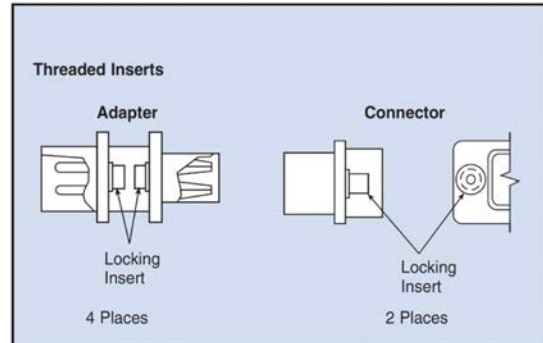 Threaded Inserts
Adapter
Connector
Locking
Insert
Locking
Insert
4 Places
2 Places